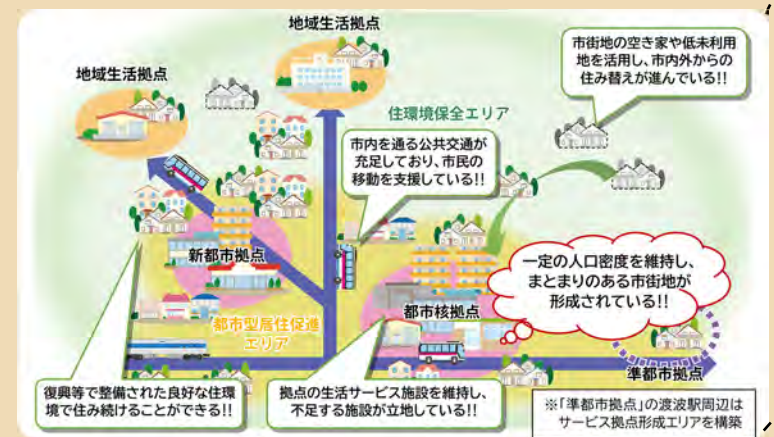 地域生活拠点
地域生活拠点
市街地の空き家や低未利用
地を活用し、市内外からの
住み替えが進んでいる!!
住環境保全エリア
市内を通る公共交通が
充足しており、市民の
移動を支援している!!
新都市拠点
一定の人口密度を維持し、
まとまりのある市街地が
形成されている!!
都市核拠点
都市型居住促進
エリア
準都市拠点
復興等で整備された良好な住環
境で住み続けることができる!!
拠点の生活サービス施設を維持し、
不足する施設が立地している!!
※「準都市拠点」の渡波駅周辺は
サービス拠点形成エリアを構築